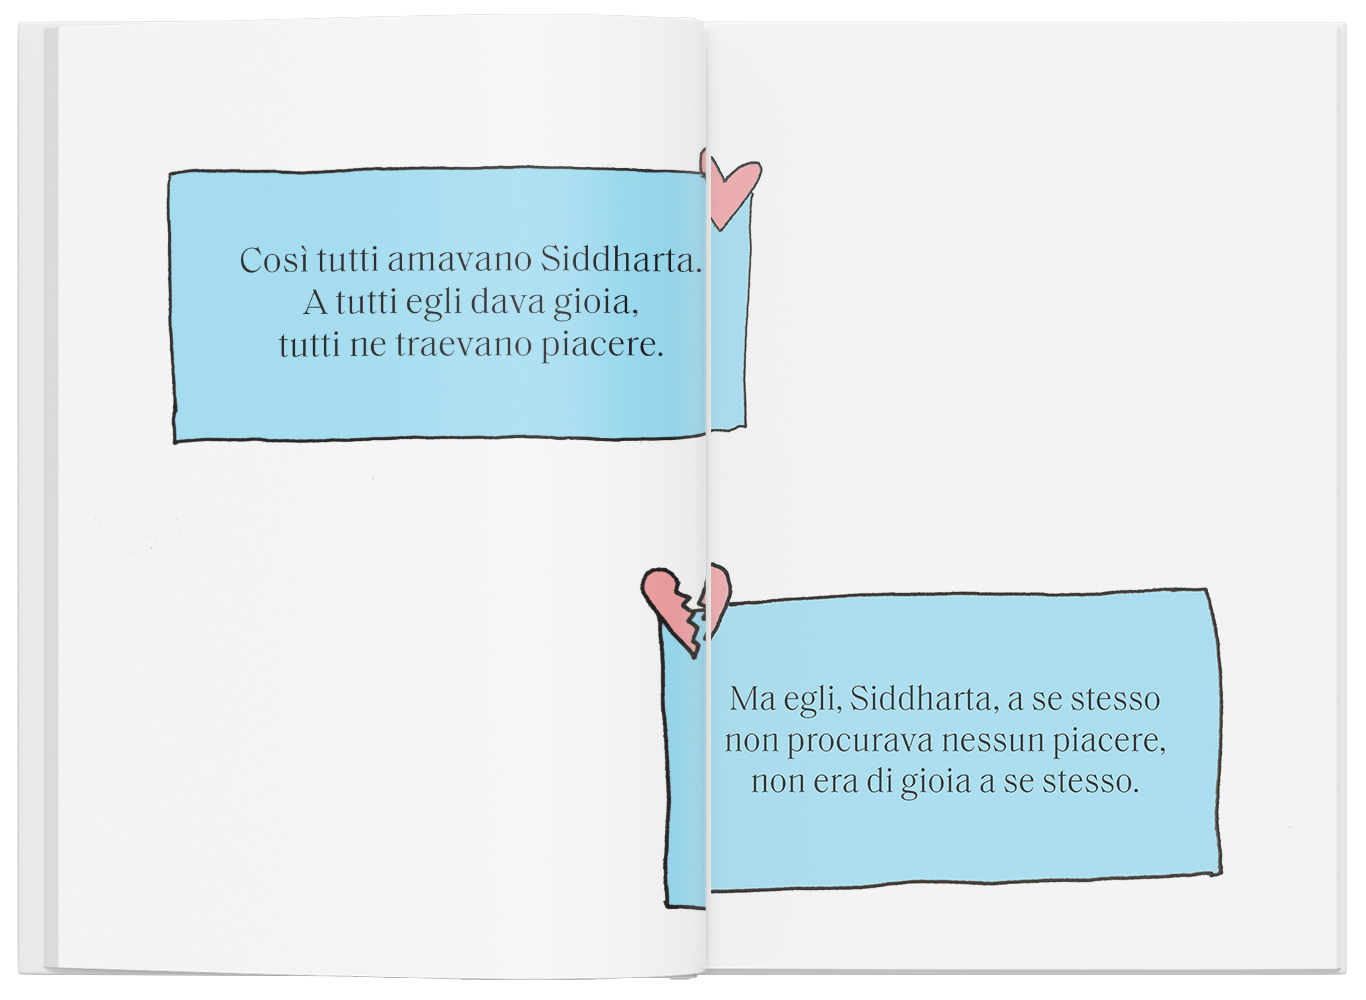 Così tutti amavano Siddharta.
A tutti egli dava gioia,
tutti ne traevano piacere.
Ma egli, Siddharta, a se stesso
non procurava nessun piacere,
non era di gioia a se stesso.